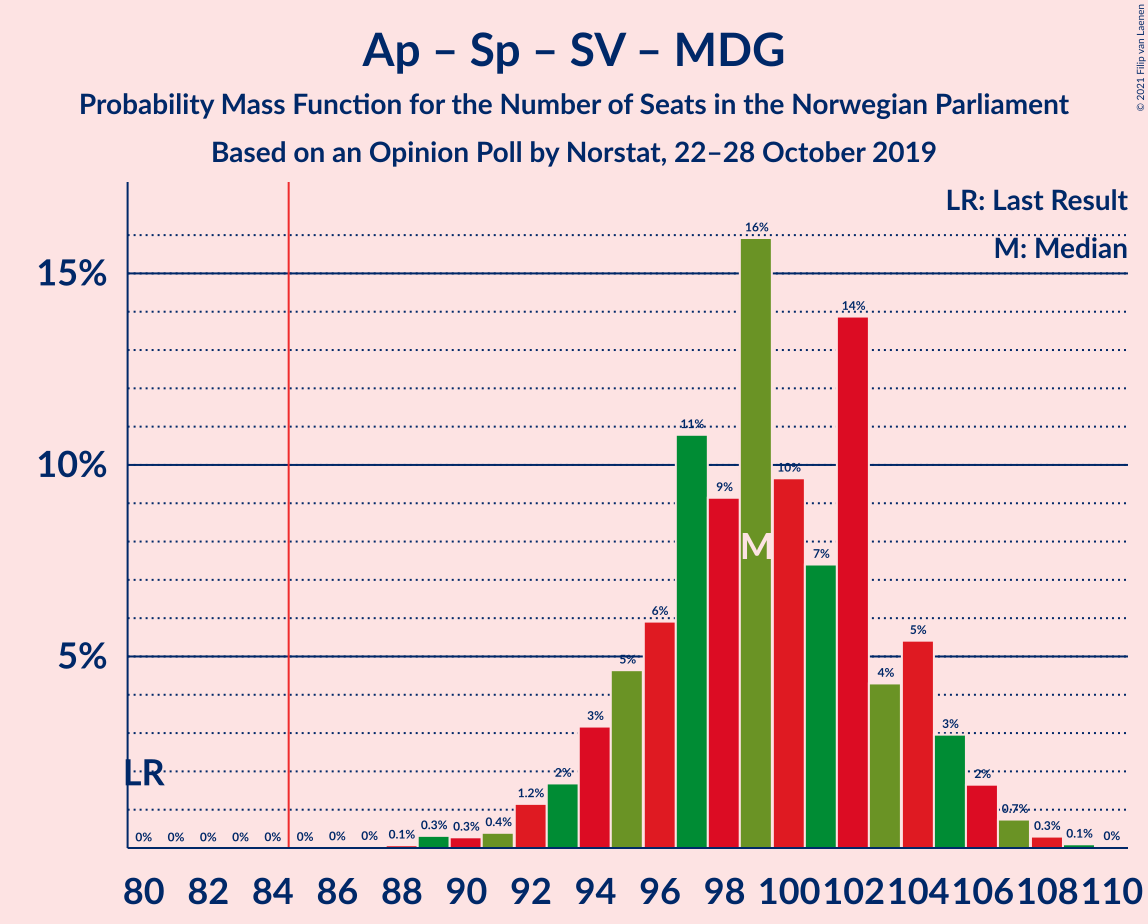 Ap – Sp – SV – MDG
Probability Mass Function for the Number of Seats in the Norwegian Parliament
Based on an Opinion Poll by Norstat, 22–28 October 2019
© 2021 Filip van Laenen
LR: Last Result
M: Median
15%
10%
5%
LR
M
0% 0% 0% 0% 0% 0% 0% 0% 0.1% 0.3% 0.3% 0.4% 1.2% 2% 3% 5% 6% 11% 9% 16% 10% 7% 14% 4% 5% 3% 2% 0.7% 0.3% 0.1% 0%
80 82 84 86 88 90 92 94 96 98 100 102 104 106 108 110